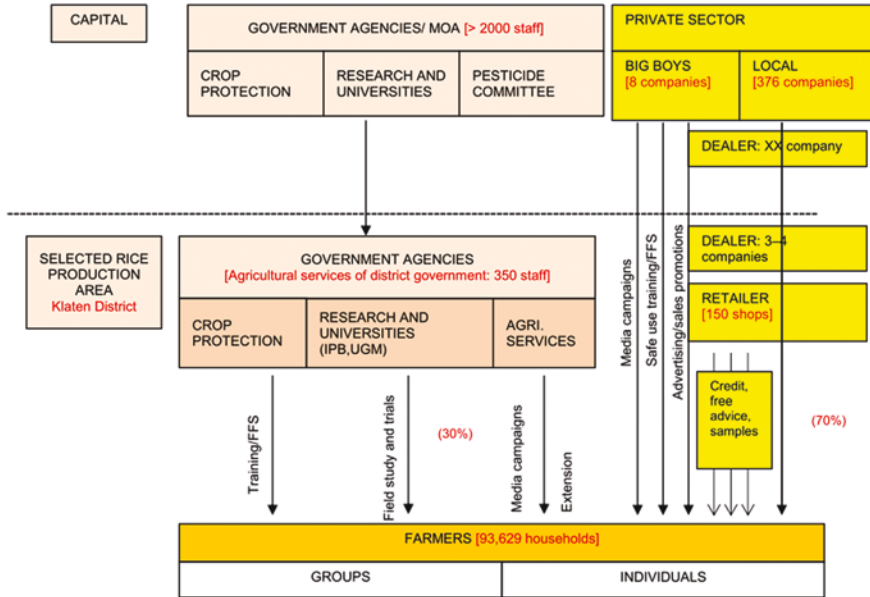 CAPITAL
GOVERNMENT AGENCIES/ MOA [> 2000 staff]
CROP
PROTECTION
RESEARCH AND
UNIVERSITIES
PESTICIDE
COMMITTEE
PRIVATE SECTOR
BIG BOYS
[8 companies]
LOCAL
[376 companies]
DEALER: XX company
SELECTED RICE
PRODUCTION
AREA
Klaten District
GOVERNMENT AGENCIES
[Agricultural services of district government: 350 staff]
CROP
PROTECTION
RESEARCH AND
UNIVERSITIES
(IPB,UGM)
AGRI.
SERVICES
DEALER: 3–4
companies
RETAILER
[150 shops]
Training/FFS
Field study and trials
(30%)
Media campaigns
Extension
Media campaigns
Safe use training/FFS
Advertising/sales promotions
Credit,
free
advice,
samples
(70%)
FARMERS [93,629 households]
GROUPS
INDIVIDUALS